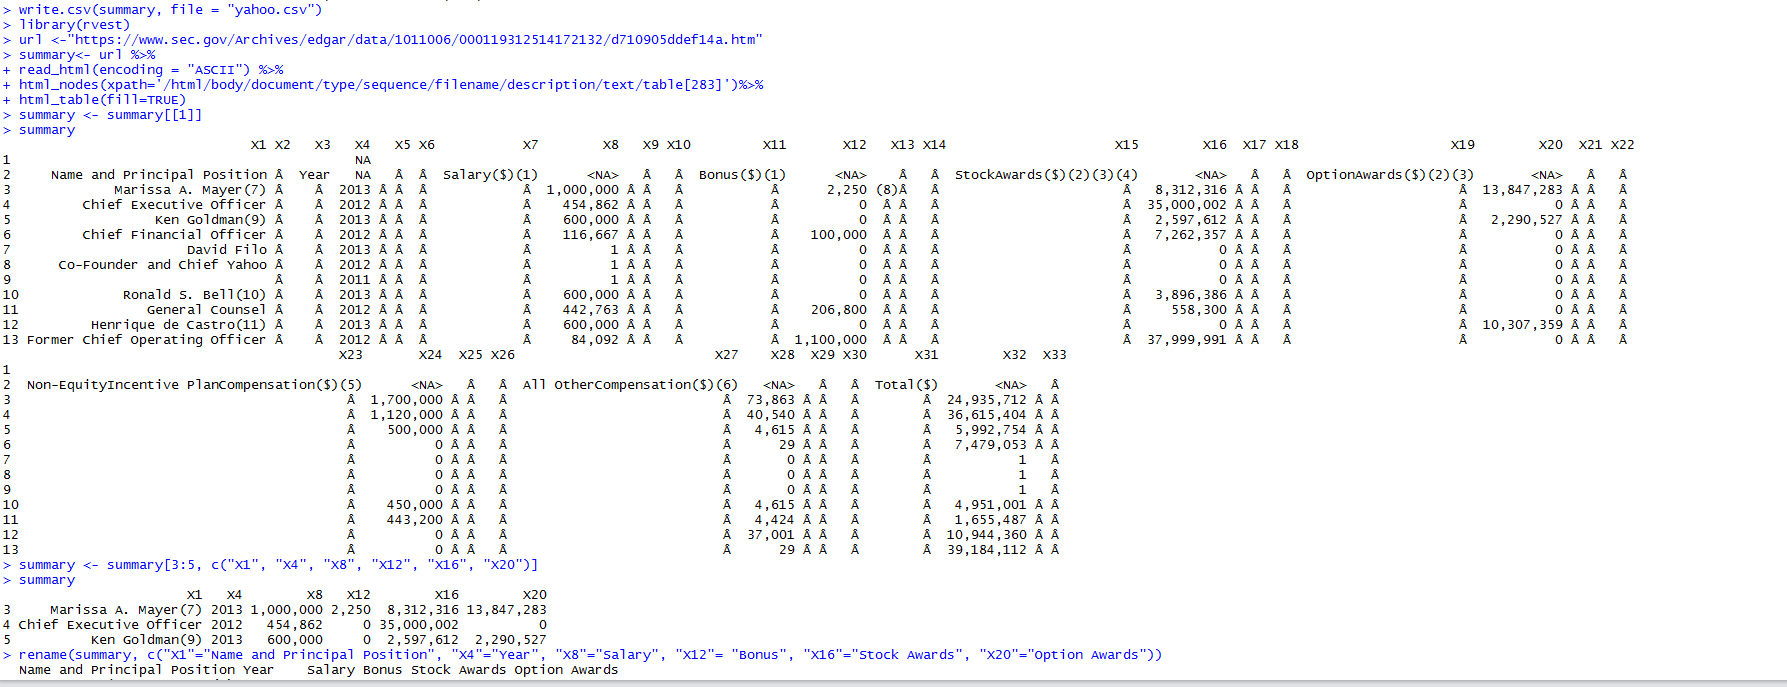 > write.csv(summary, file = "yahoo.csv")
> library(rvest)
> url <-"https://www.sec.gov/Archives/edgar/data/1011006/000119312514172132/d710905ddef14a.htm"
> summary<- url %>%
+ read_html(encoding = "ASCII") %>%
+ html_nodes(xpath='/html/body/document/type/sequence/filename/description/text/table[283]')%>%
+ html_table(fill=TRUE)
> summary <- summary[[1]]
> summary
X1 X2 X3 X4 X5 X6 X7 X8 X9 X10 X11 X12 X13 X14 X15 X16 X17 X18 X19 X20 X21 X22
1 NA
2 Name and Principal Position Â Year NA Â Â Salary($)(1) <NA> Â Â Bonus($)(1) <NA> Â Â StockAwards($)(2)(3)(4) <NA> Â Â OptionAwards($)(2)(3) <NA> Â Â
3 Marissa A. Mayer(7) Â Â 2013 Â Â Â Â 1,000,000 Â Â Â Â 2,250 (8)Â Â Â 8,312,316 Â Â Â Â 13,847,283 Â Â Â
4 Chief Executive Officer Â Â 2012 Â Â Â Â 454,862 Â Â Â Â 0 Â Â Â Â 35,000,002 Â Â Â Â 0 Â Â Â
5 Ken Goldman(9) Â Â 2013 Â Â Â Â 600,000 Â Â Â Â 0 Â Â Â Â 2,597,612 Â Â Â Â 2,290,527 Â Â Â
6 Chief Financial Officer Â Â 2012 Â Â Â Â 116,667 Â Â Â Â 100,000 Â Â Â Â 7,262,357 Â Â Â Â 0 Â Â Â
7 David Filo Â Â 2013 Â Â Â Â 1 Â Â Â Â 0 Â Â Â Â 0 Â Â Â Â 0 Â Â Â
8 Co-Founder and Chief Yahoo Â Â 2012 Â Â Â Â 1 Â Â Â Â 0 Â Â Â Â 0 Â Â Â Â 0 Â Â Â
9 Â Â 2011 Â Â Â Â 1 Â Â Â Â 0 Â Â Â Â 0 Â Â Â Â 0 Â Â Â
10 Ronald S. Bell(10) Â Â 2013 Â Â Â Â 600,000 Â Â Â Â 0 Â Â Â Â 3,896,386 Â Â Â Â 0 Â Â Â
11 General Counsel Â Â 2012 Â Â Â Â 442,763 Â Â Â Â 206,800 Â Â Â Â 558,300 Â Â Â Â 0 Â Â Â
12 Henrique de Castro(11) Â Â 2013 Â Â Â Â 600,000 Â Â Â Â 0 Â Â Â Â 0 Â Â Â Â 10,307,359 Â Â Â
13 Former Chief Operating Officer Â Â 2012 Â Â Â Â 84,092 Â Â Â Â 1,100,000 Â Â Â Â 37,999,991 Â Â Â Â 0 Â Â Â
X23 X24 X25 X26 X27 X28 X29 X30 X31 X32 X33
1
2 Non-EquityIncentive PlanCompensation($)(5) <NA> Â Â All OtherCompensation($)(6) <NA> Â Â Total($) <NA> Â
3 Â 1,700,000 Â Â Â Â 73,863 Â Â Â Â 24,935,712 Â Â
4 Â 1,120,000 Â Â Â Â 40,540 Â Â Â Â 36,615,404 Â Â
5 Â 500,000 Â Â Â Â 4,615 Â Â Â Â 5,992,754 Â Â
6 Â 0 Â Â Â Â 29 Â Â Â Â 7,479,053 Â Â
7 Â 0 Â Â Â Â 0 Â Â Â Â 1 Â
8 Â 0 Â Â Â Â 0 Â Â Â Â 1 Â
9 Â 0 Â Â Â Â 0 Â Â Â Â 1 Â
10 Â 450,000 Â Â Â Â 4,615 Â Â Â Â 4,951,001 Â Â
11 Â 443,200 Â Â Â Â 4,424 Â Â Â Â 1,655,487 Â Â
12 Â 0 Â Â Â Â 37,001 Â Â Â Â 10,944,360 Â Â
13 Â 0 Â Â Â Â 29 Â Â Â Â 39,184,112 Â Â
> summary <- summary[3:5, c("X1", "X4", "X8", "X12", "X16", "X20")]
> summary
X1 X4 X8 X12 X16 X20
3 Marissa A. Mayer(7) 2013 1,000,000 2,250 8,312,316 13,847,283
4 Chief Executive Officer 2012 454,862 0 35,000,002 0
5 Ken Goldman(9) 2013 600,000 0 2,597,612 2,290,527
> rename(summary, c("X1"="Name and Principal Position", "X4"="Year", "X8"="Salary", "X12"= "Bonus", "X16"="Stock Awards", "X20"="Option Awards"))
Name and Principal Position Year Salary Bonus Stock Awards Option Awards